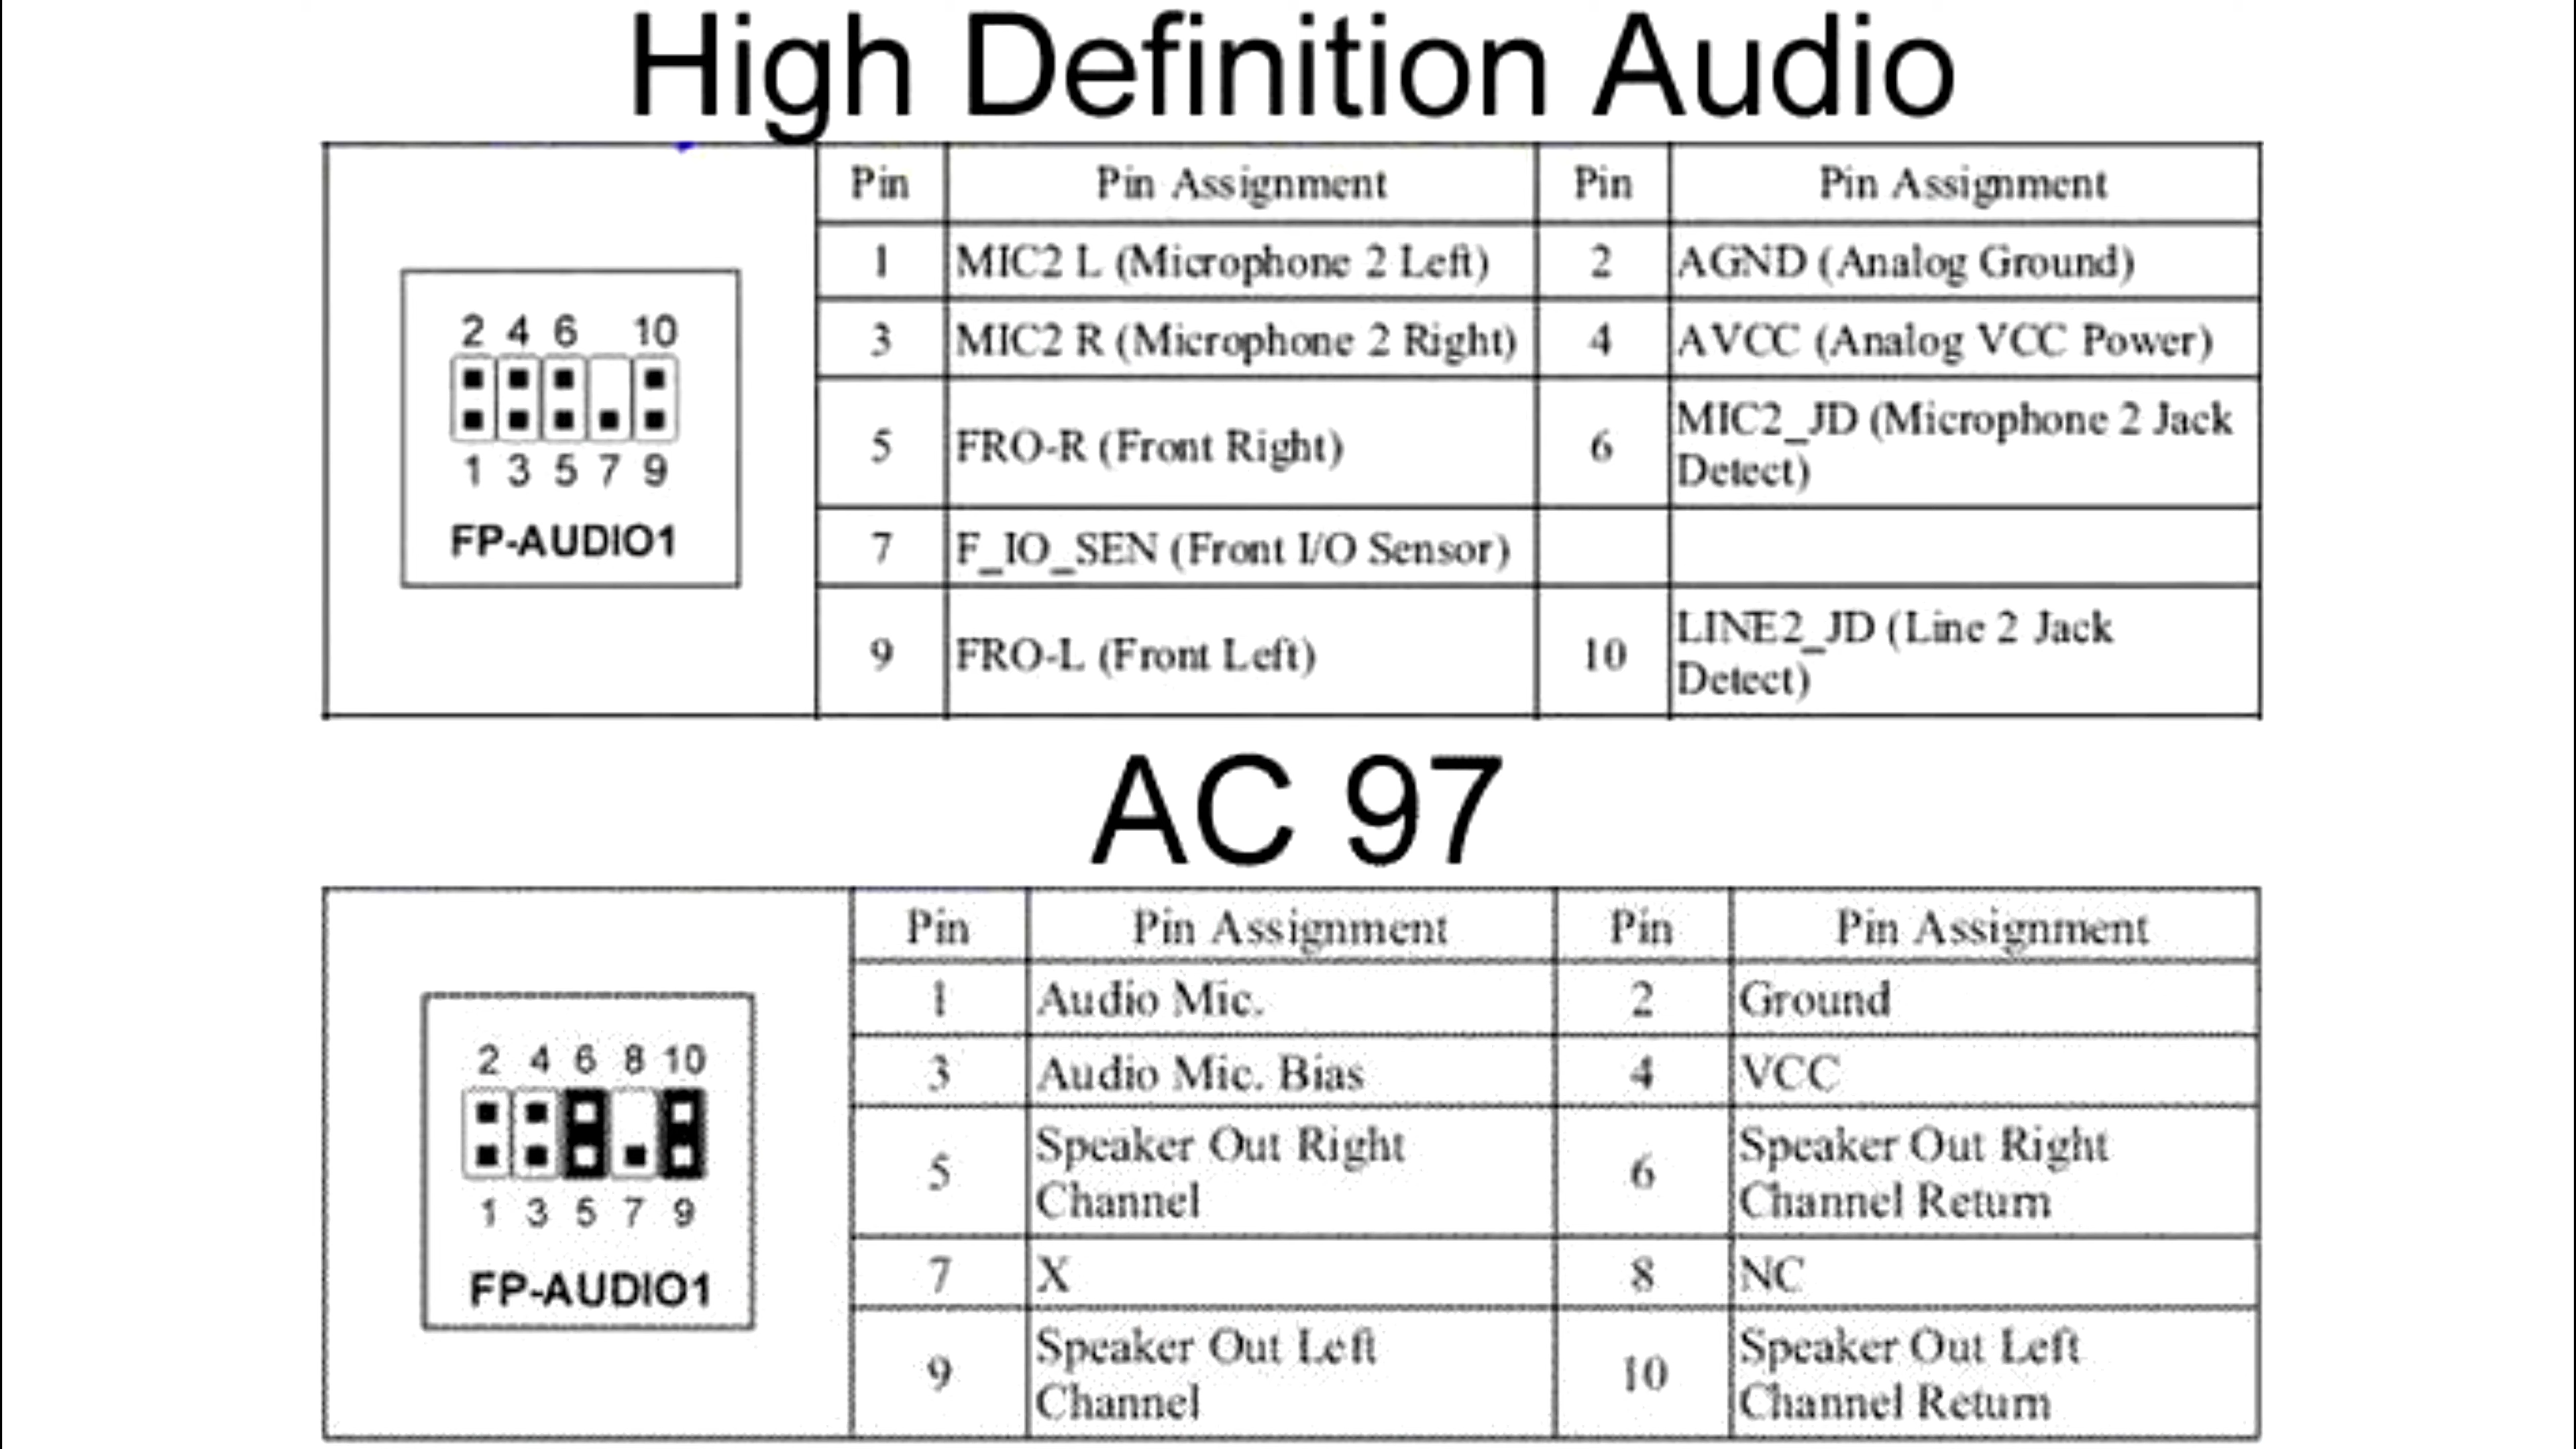 High Definition Audio
Pin Pin Assignment Pin Pin Assignment
1 MIC2 L (Microphone 2 Left) 2 AGND (Analog Ground)
3 MIC2 R (Microphone 2 Right) 4 AVCC (Analog VCC Power)
5 FRO-R (Front Right) 6 MIC2_JD (Microphone 2 Jack
Detect)
7 F_IO_SEN (Front I/O Sensor)
9 FRO-L (Front Left) 10 LINE2_JD (Line 2 Jack
Detect)
2 4 6 10
1 3 5 7 9
FP-AUDIO1
AC 97
Pin Pin Assignment Pin Pin Assignment
1 Audio Mic. 2 Ground
3 Audio Mic. Bias 4 VCC
5 Speaker Out Right
Channel
6 Speaker Out Right
Channel Return
7 X 8 NC
9 Speaker Out Left
Channel
10 Speaker Out Left
Channel Return
2 4 6 8 10
1 3 5 7 9
FP-AUDIO1